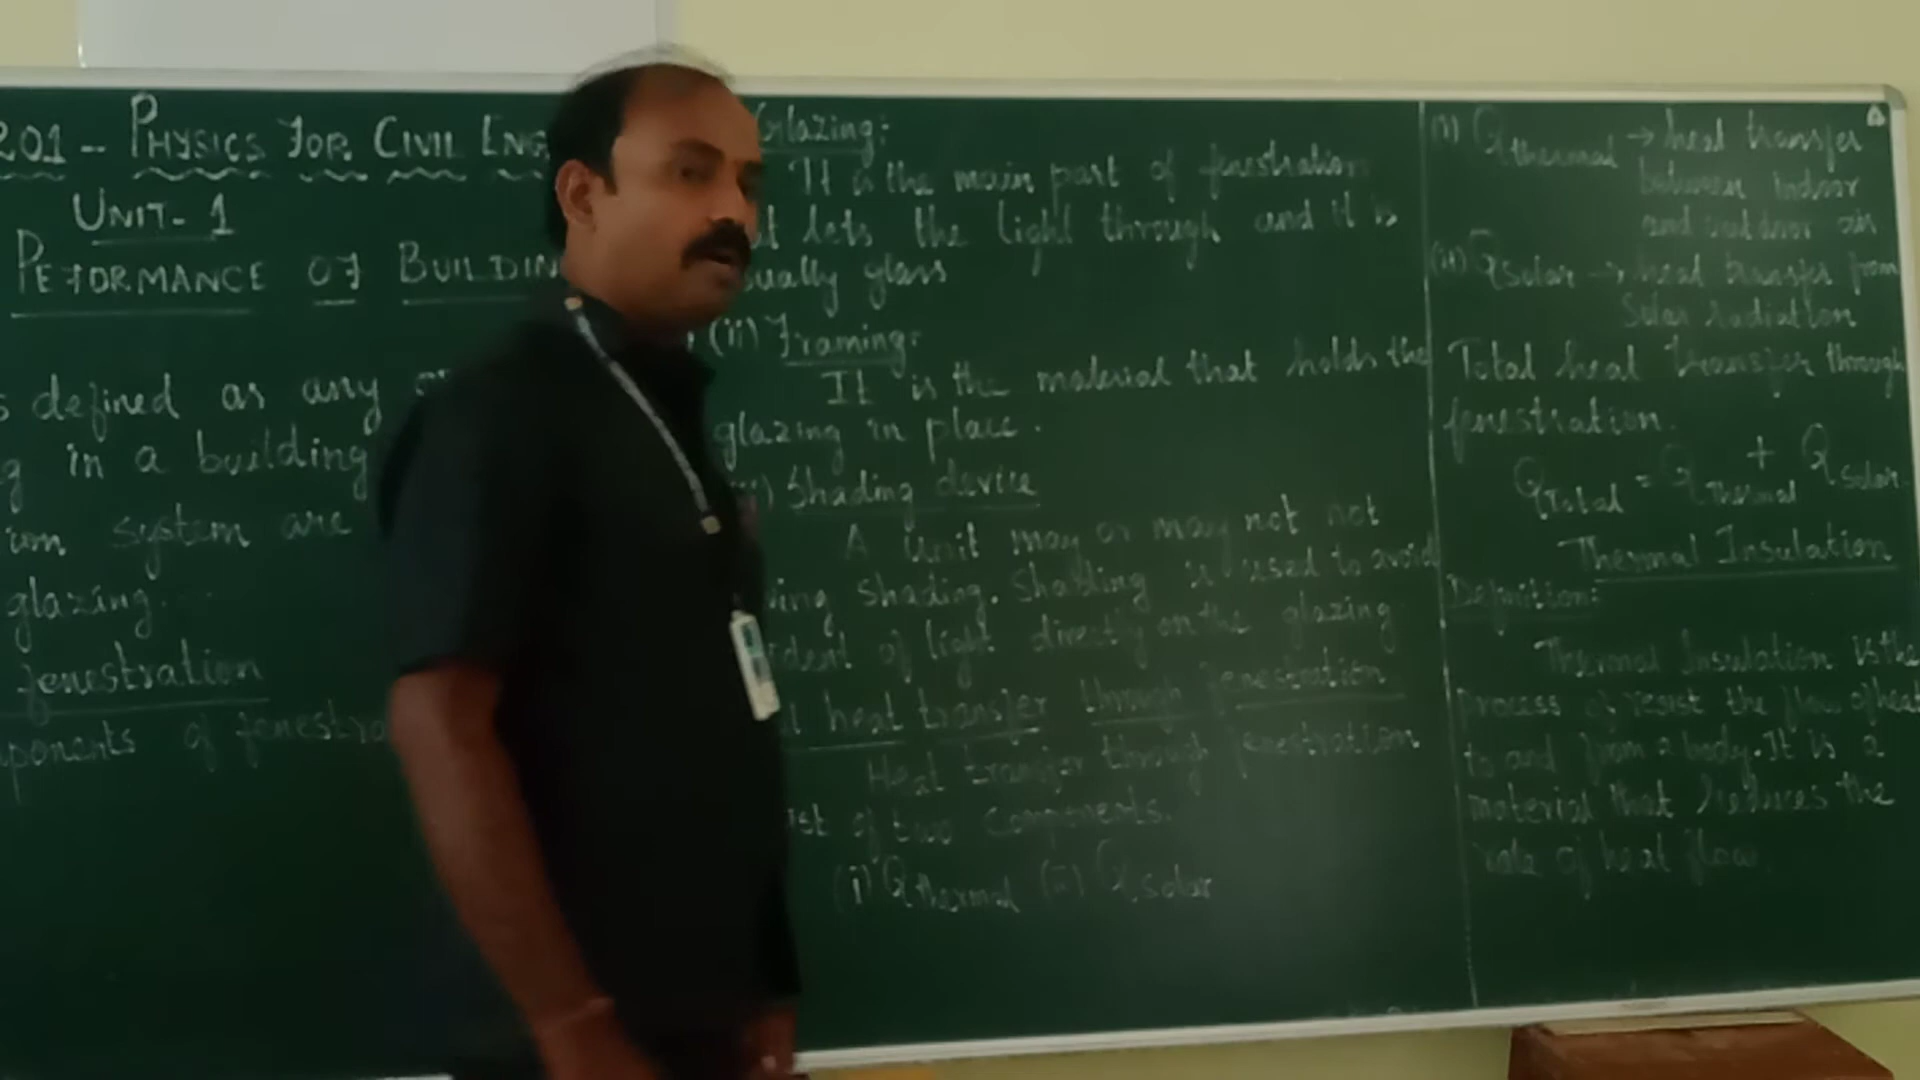 201 - PHYSICS FOR CIVIL ENG
UNIT-1
PEFORMANCE OF BUILDIN
s defined as any
g in a building
system are
glazing...
fenestration
ponents of fenestra
Glazing:
It is the main part of fenestration
t lets the light through and it is
ually glass
(ii) Framing:
It is the material that holds the
glazing in place.
Shading device
A Unit may or may not not
ving shading. Shading is used to avoid
dent of light directly on the glazing
l heat transfer through fenestration
Heat transfer through fenestration
ist of two components.
(i) Q thermal (ii) Q solar
(i) Q thermal → heat transfer
between indoor
and outdoor air
(ii) Q solar → heat transfer from
Solar radiation
Total heat transfer through
fenestration.
Q Total = Q Thermal + Q Solar
Thermal Insulation
Definition:
Thermal Insulation is the
process of resist the flow of heat
to and from a body. It is a
material that reduces the
rate of heat flow.